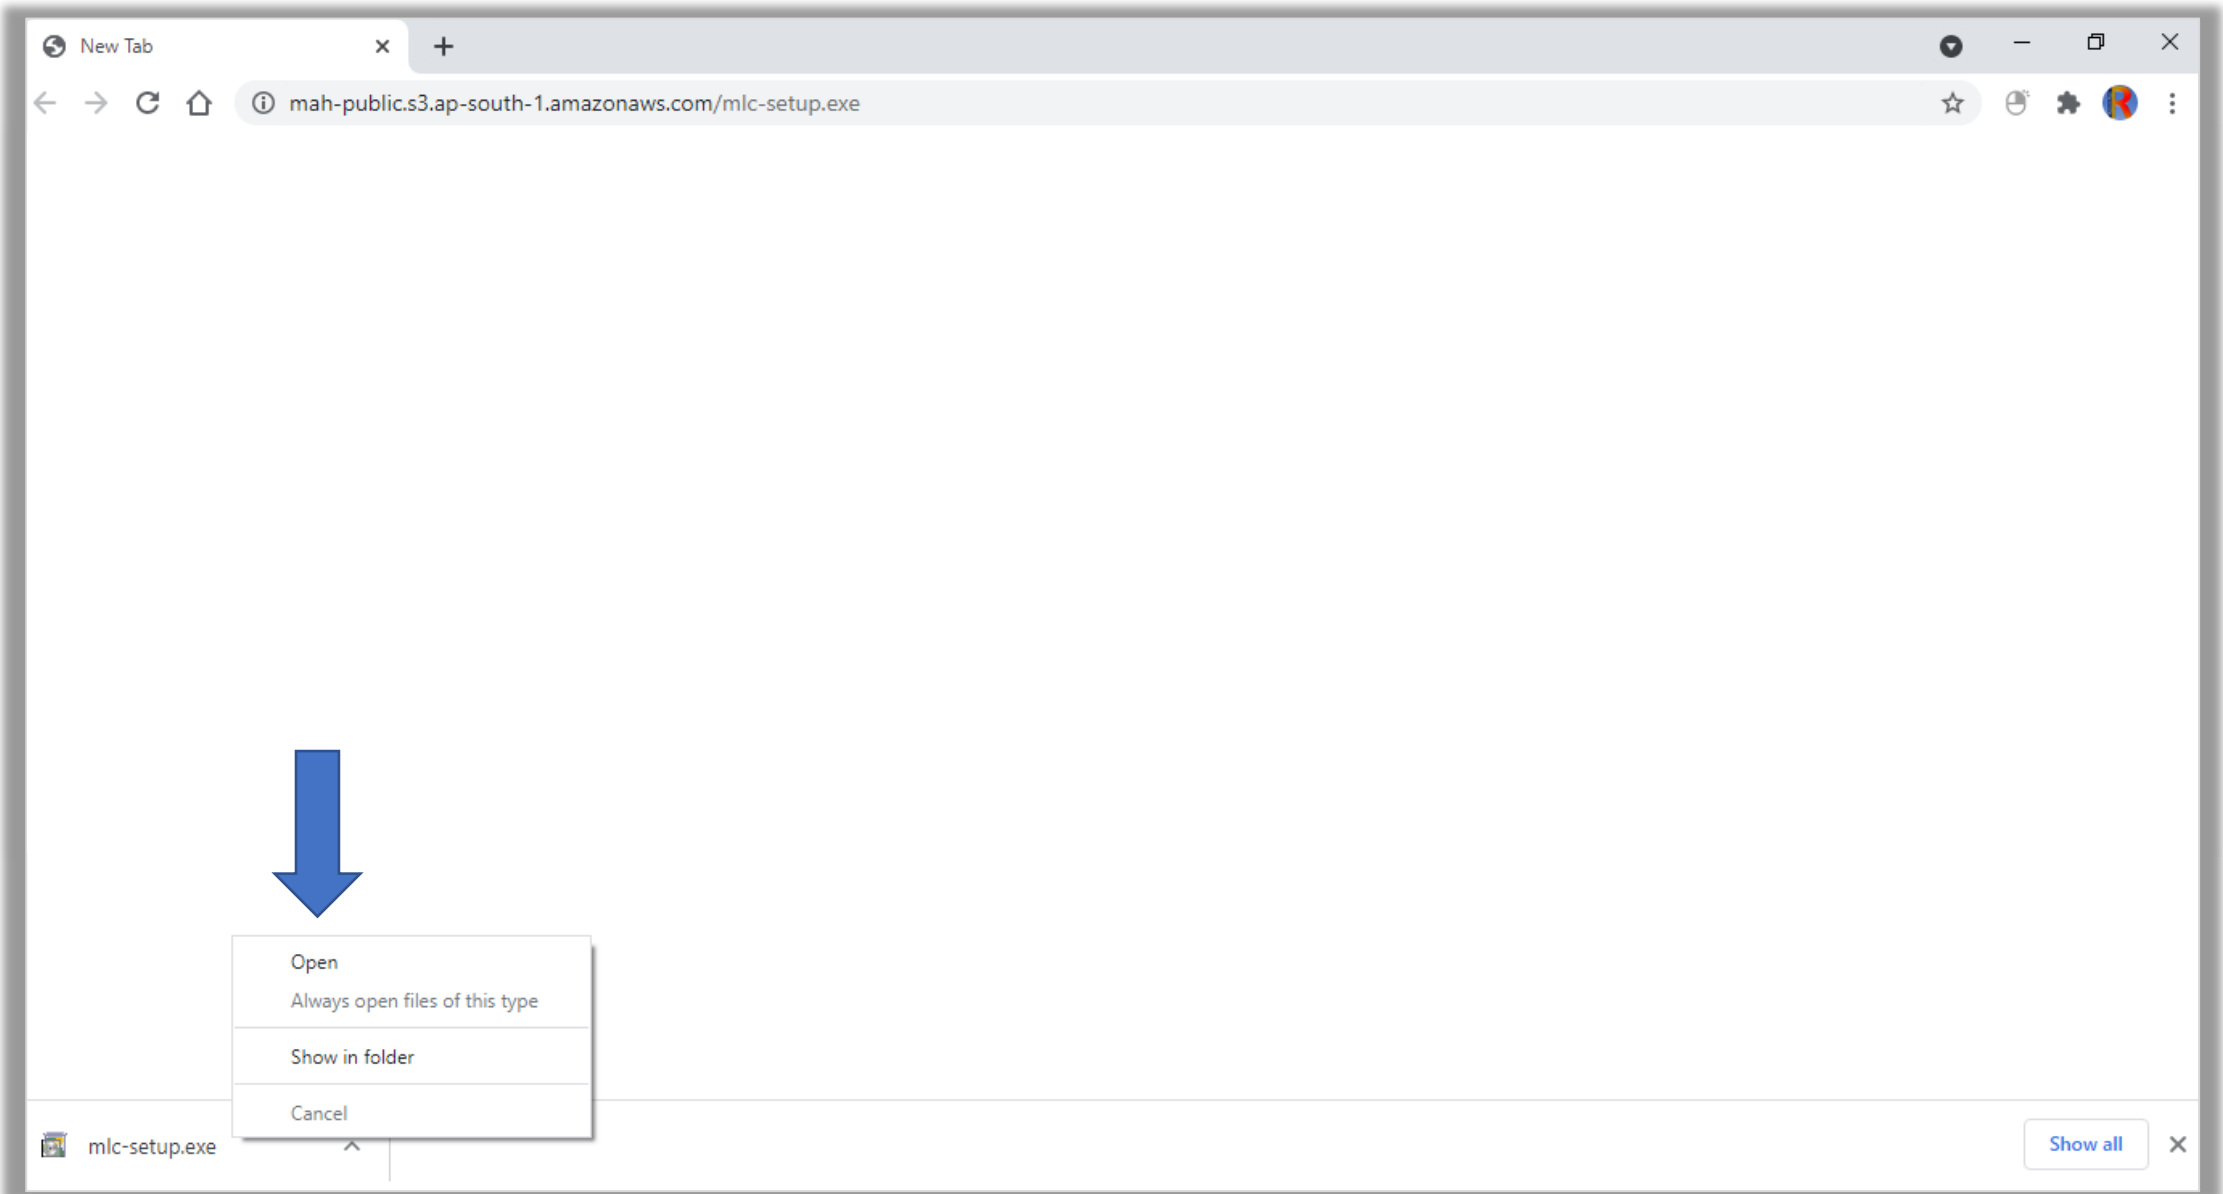 New Tab
mah-public.s3.ap-south-1.amazonaws.com/mlc-setup.exe
R
Open
Always open files of this type
Show in folder
Cancel
mlc-setup.exe
Show all